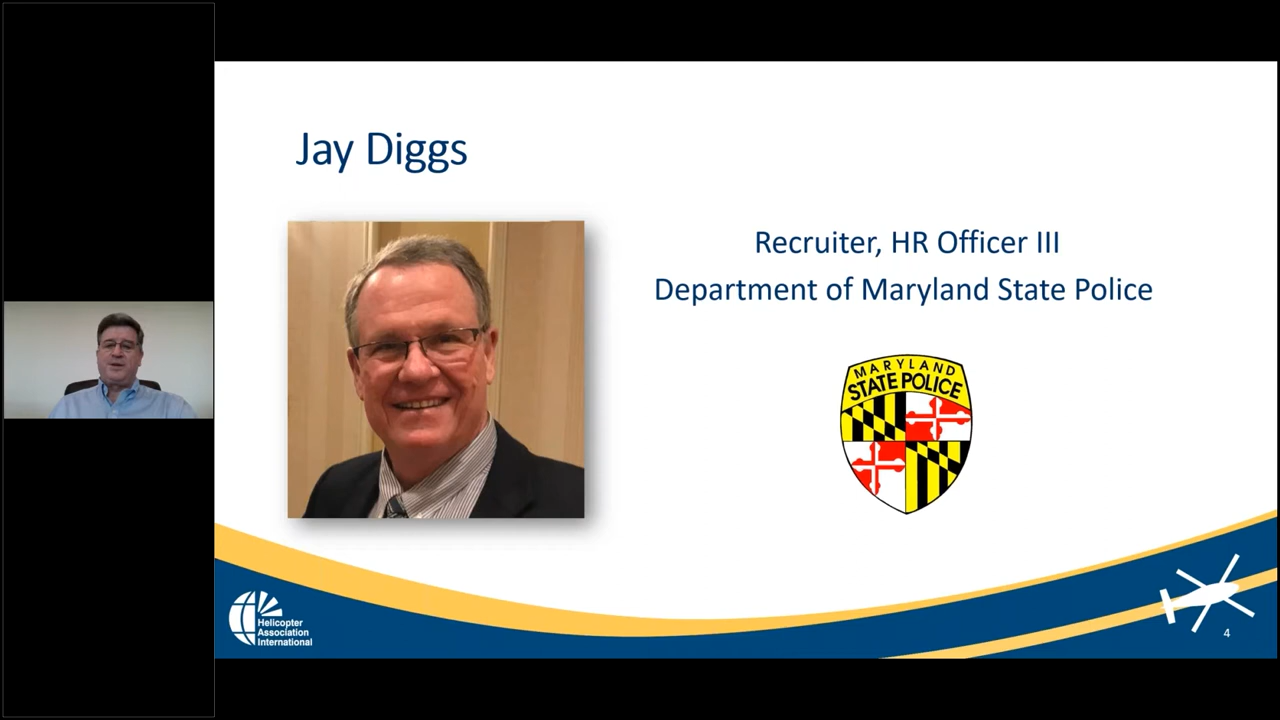 Jay Diggs
Recruiter, HR Officer III
Department of Maryland State Police
MARYLAND
STATE POLICE
Helicopter
Association
International
4